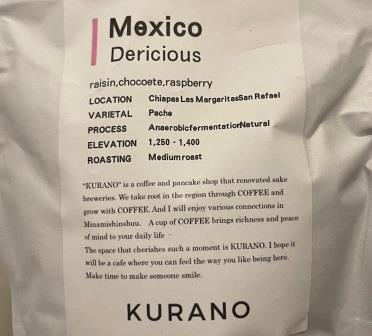 Mexico
Dericious
raisin,chocoete,raspberry
LOCATION Chiapas Las MargaritasSan Rafael
VARIETAL Pache
PROCESS AnaerobicfermentationNatural
ELEVATION 1,250 - 1,400
ROASTING Mediumroast
"KURANO" is a coffee and pancake shop that renovated sake
breweries. We take root in the region through COFFEE and
grow with COFFEE. And I will enjoy various connections in
Minamishinshuu. A cup of COFFEE brings richness and peace
of mind to your daily life ···
The space that cherishes such a moment is KURANO. I hope it
will be a cafe where you can feel the way you like being here.
Make time to make someone smile.
KURANO